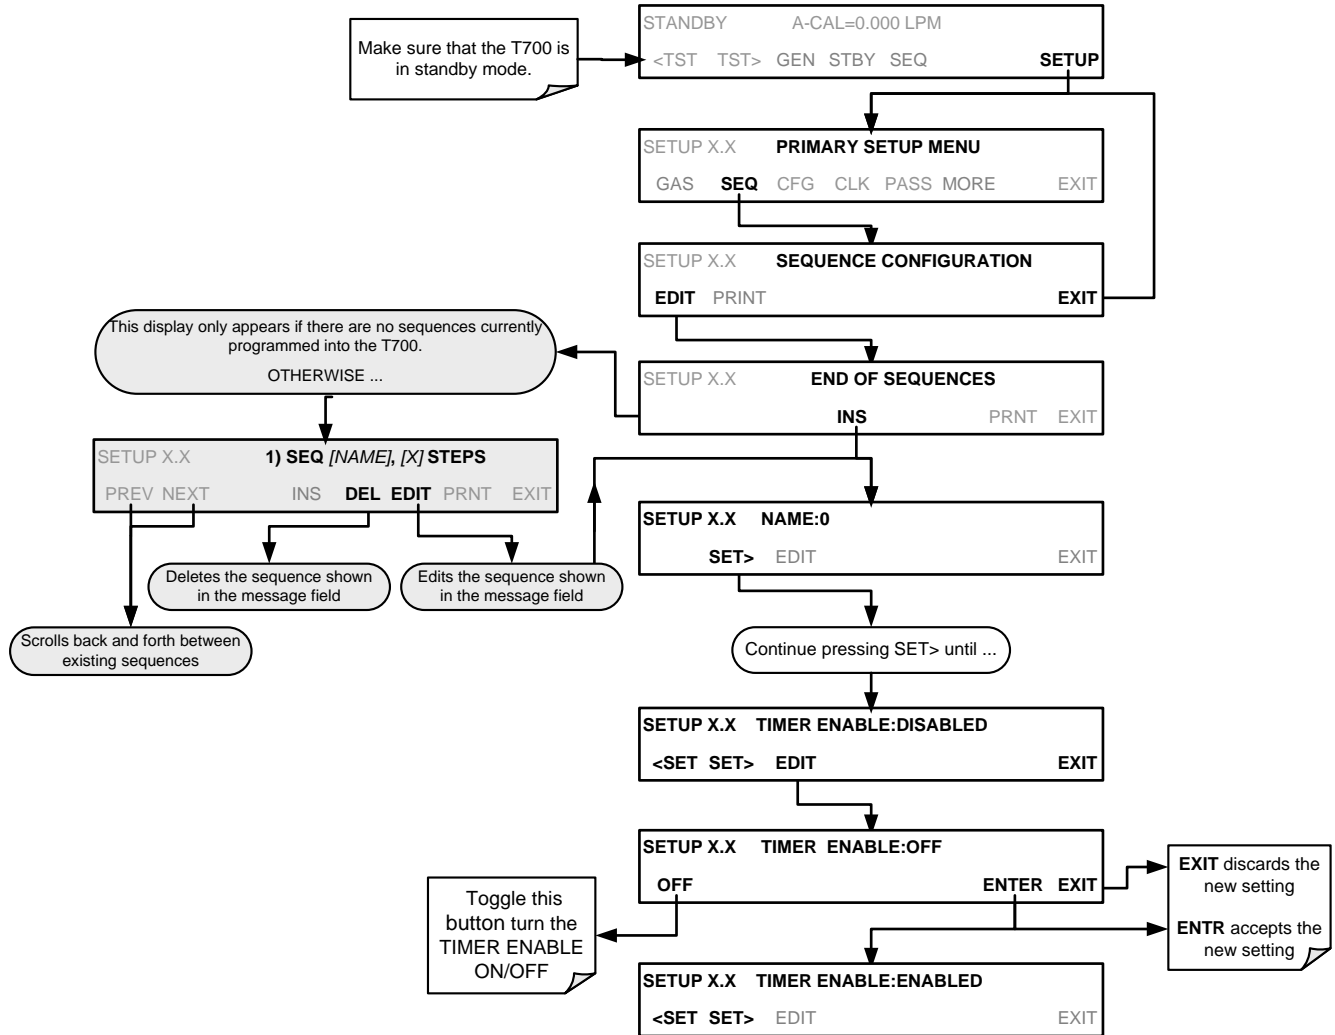 STANDBY A-CAL=0.000 LPM
<TST TST> GEN STBY SEQ SETUP
Make sure that the T700 is
in standby mode.
SETUP X.X PRIMARY SETUP MENU
GAS SEQ CFG CLK PASS MORE EXIT
SETUP X.X SEQUENCE CONFIGURATION
EDIT PRINT EXIT
This display only appears if there are no sequences currently
programmed into the T700.
OTHERWISE ...
SETUP X.X END OF SEQUENCES
INS PRNT EXIT
SETUP X.X 1) SEQ [NAME], [X] STEPS
PREV NEXT INS DEL EDIT PRNT EXIT
Deletes the sequence shown
in the message field
Edits the sequence shown
in the message field
Scrolls back and forth between
existing sequences
SETUP X.X NAME:0
SET> EDIT EXIT
Continue pressing SET> until ...
SETUP X.X TIMER ENABLE:DISABLED
<SET SET> EDIT EXIT
SETUP X.X TIMER ENABLE:OFF
OFF ENTER EXIT
Toggle this
button turn the
TIMER ENABLE
ON/OFF
EXIT discards the
new setting
ENTR accepts the
new setting
SETUP X.X TIMER ENABLE:ENABLED
<SET SET> EDIT EXIT